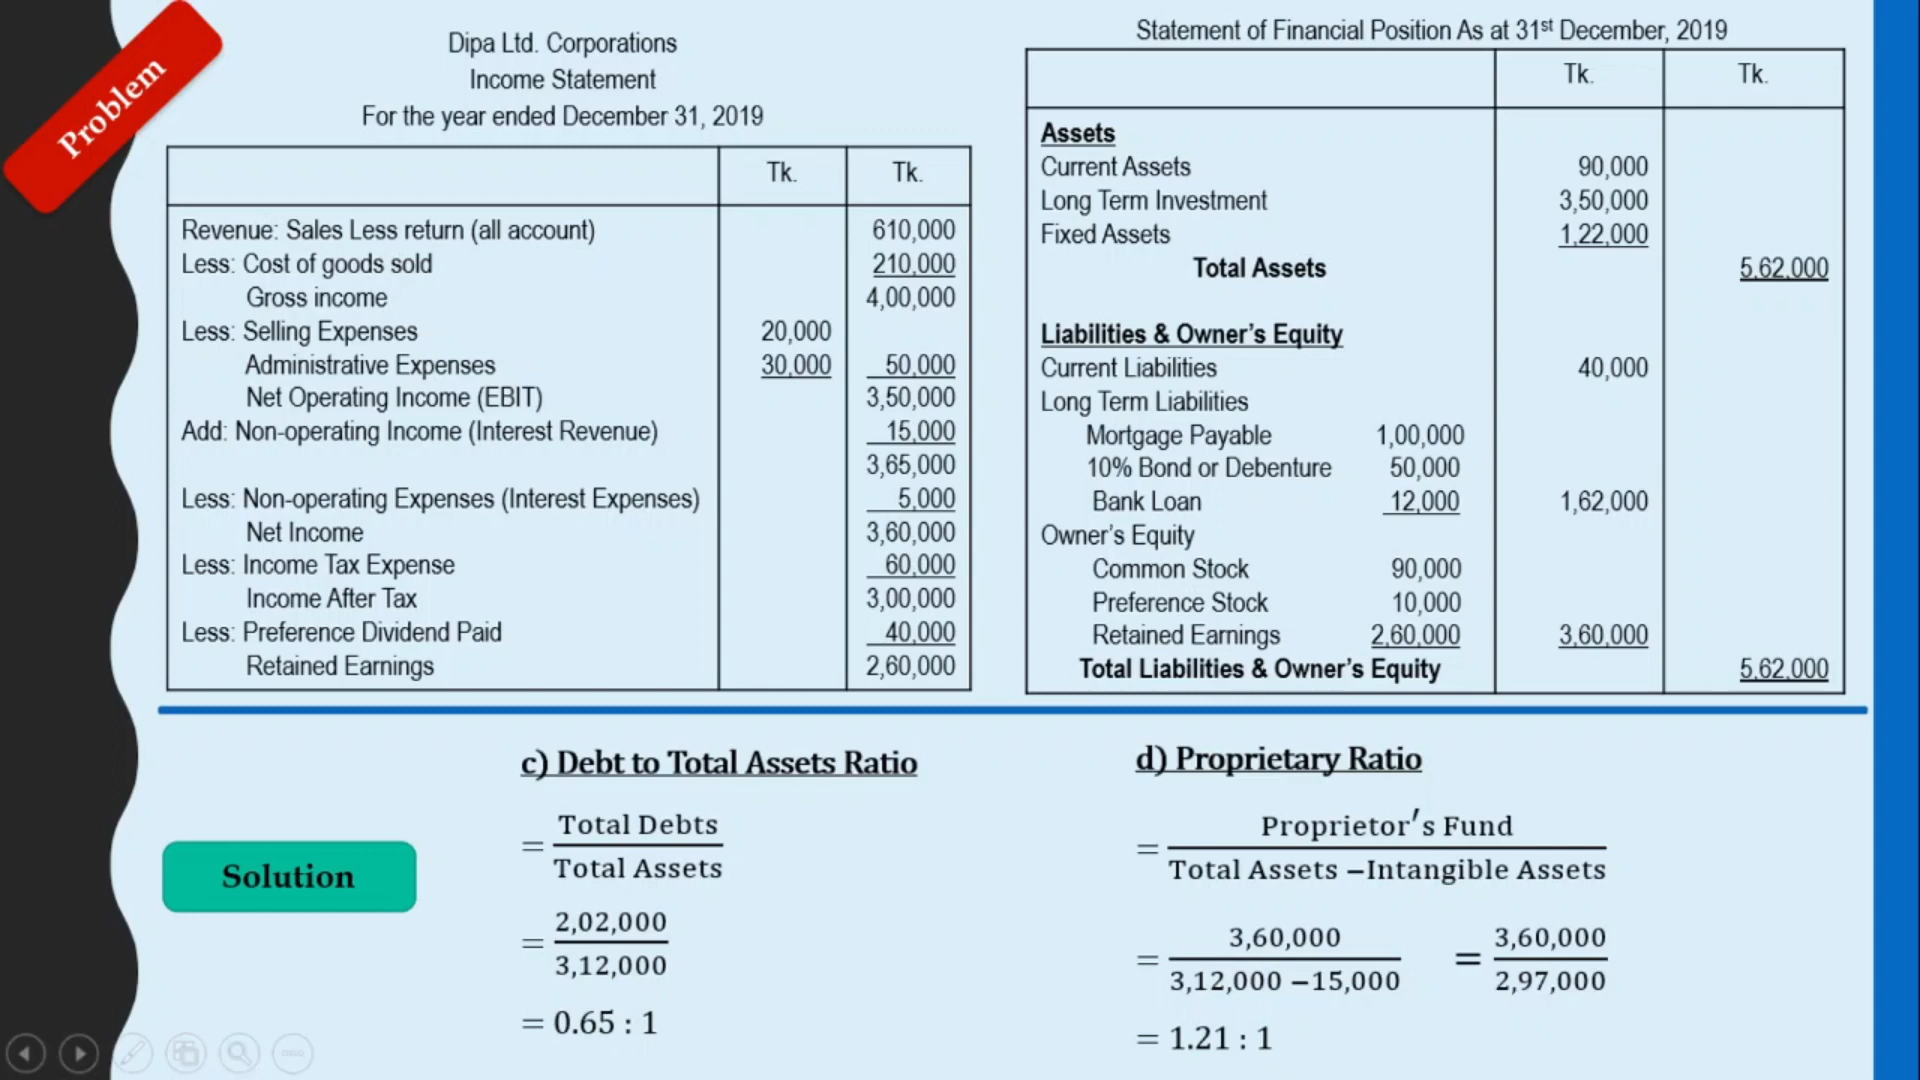 Problem
Dipa Ltd. Corporations
Income Statement
For the year ended December 31, 2019
Tk. Tk.
Revenue: Sales Less return (all account) 610,000
Less: Cost of goods sold 210,000
Gross income 4,00,000
Less: Selling Expenses 20,000
Administrative Expenses 30,000 50,000
Net Operating Income (EBIT) 3,50,000
Add: Non-operating Income (Interest Revenue) 15,000
3,65,000
Less: Non-operating Expenses (Interest Expenses) 5,000
Net Income 3,60,000
Less: Income Tax Expense 60,000
Income After Tax 3,00,000
Less: Preference Dividend Paid 40,000
Retained Earnings 2,60,000
Statement of Financial Position As at 31st December, 2019
Tk. Tk.
Assets
Current Assets 90,000
Long Term Investment 3,50,000
Fixed Assets 1,22,000
Total Assets 5,62,000
Liabilities & Owner's Equity
Current Liabilities 40,000
Long Term Liabilities
Mortgage Payable 1,00,000
10% Bond or Debenture 50,000
Bank Loan 12,000 1,62,000
Owner's Equity
Common Stock 90,000
Preference Stock 10,000
Retained Earnings 2,60,000 3,60,000
Total Liabilities & Owner's Equity 5,62,000
Solution
c) Debt to Total Assets Ratio
= Total Debts
Total Assets
= 2,02,000
3,12,000
= 0.65 : 1
d) Proprietary Ratio
= Proprietor′s Fund
Total Assets −Intangible Assets
= 3,60,000 = 3,60,000
3,12,000 −15,000 2,97,000
= 1.21 : 1